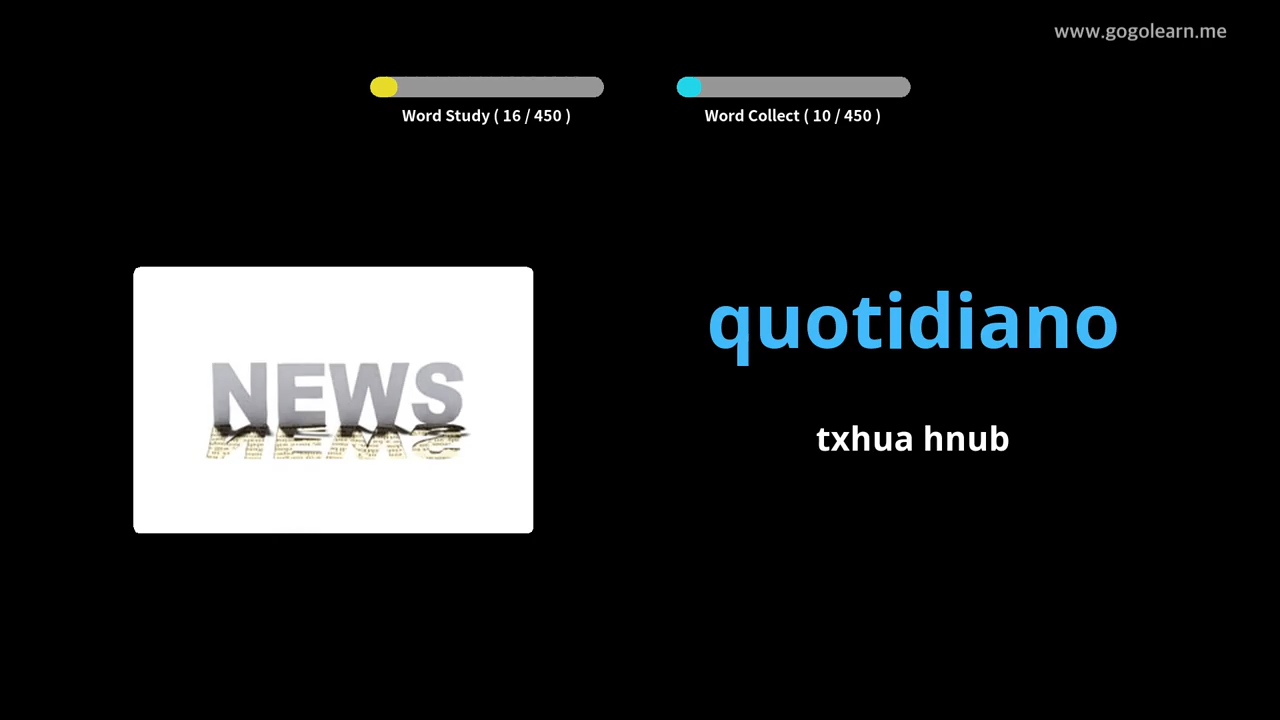 www.gogolearn.me
Word Study ( 16 / 450 )
Word Collect ( 10 / 450 )
NEWS
quotidiano
txhua hnub